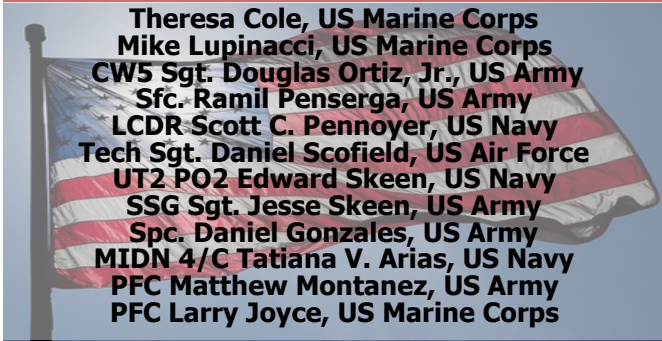 Theresa Cole, US Marine Corps
Mike Lupinacci, US Marine Corps
CW5 Sgt. Douglas Ortiz, Jr., US Army
Sfc. Ramil Penserga, US Army
LCDR Scott C. Pennoyer, US Navy
Tech Sgt. Daniel Scofield, US Air Force
UT2 PO2 Edward Skeen, US Navy
SSG Sgt. Jesse Skeen, US Army
Spc. Daniel Gonzales, US Army
MIDN 4/C Tatiana V. Arias, US Navy
PFC Matthew Montanez, US Army
PFC Larry Joyce, US Marine Corps